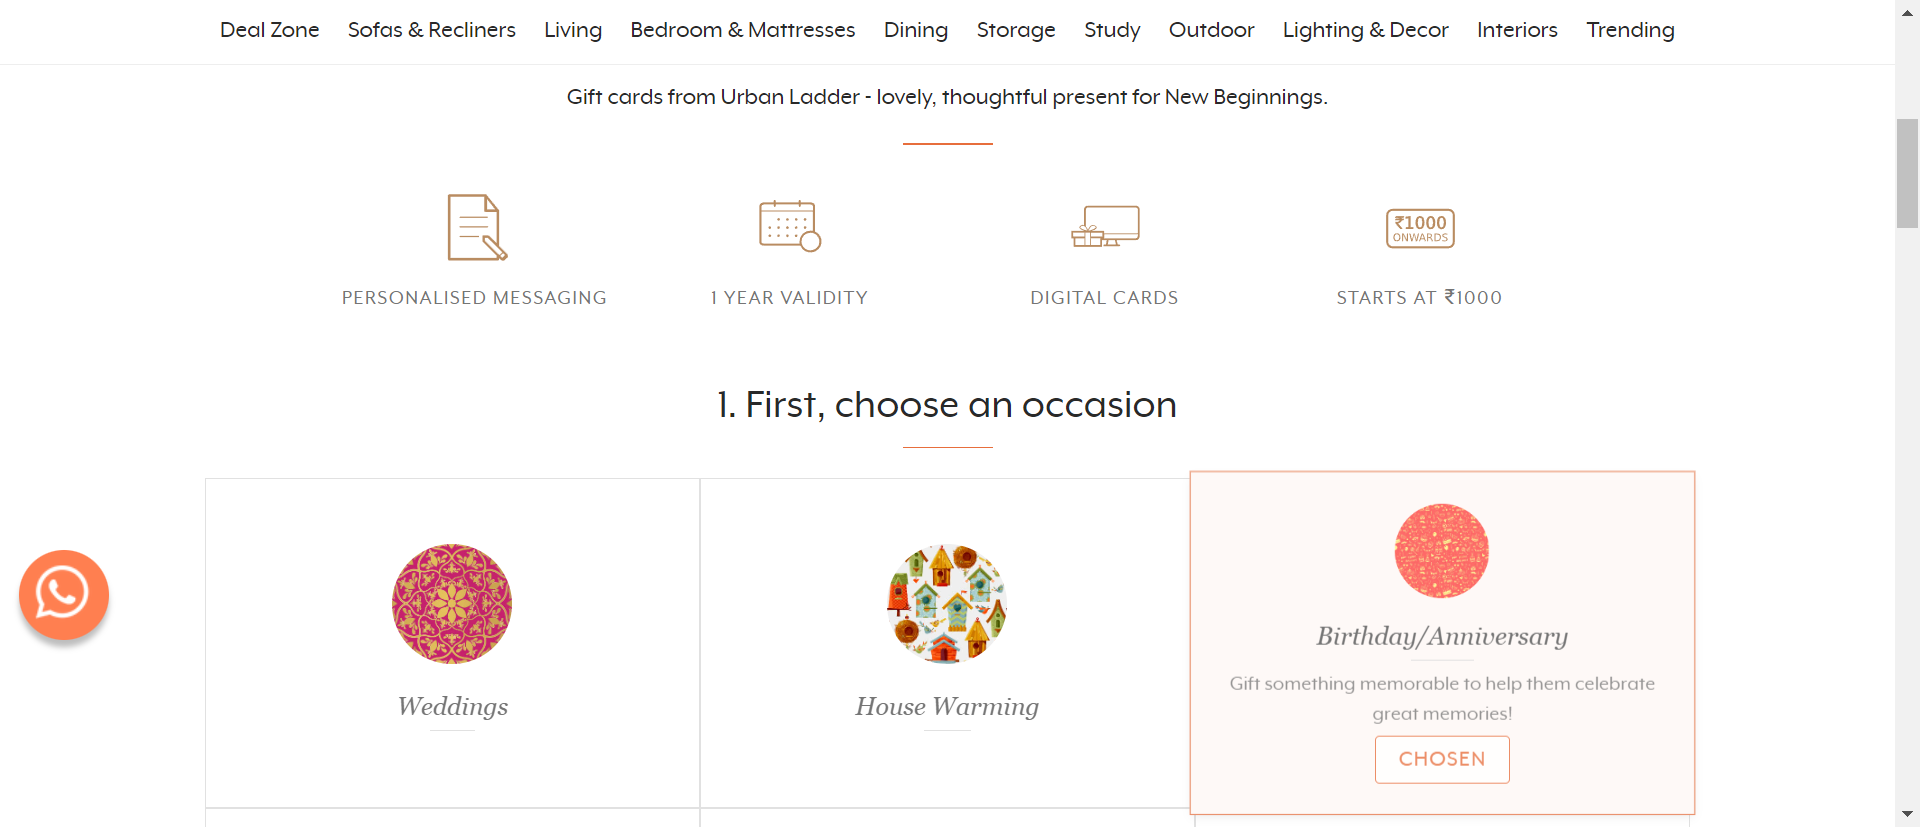 Deal Zone Sofas & Recliners Living Bedroom & Mattresses Dining Storage Study Outdoor Lighting & Decor Interiors Trending
Gift cards from Urban Ladder - lovely, thoughtful present for New Beginnings.
₹1000
ONWARDS
PERSONALISED MESSAGING 1 YEAR VALIDITY DIGITAL CARDS STARTS AT ₹1000
1. First, choose an occasion
Weddings
House Warming
Birthday/Anniversary
Gift something memorable to help them celebrate
great memories!
CHOSEN